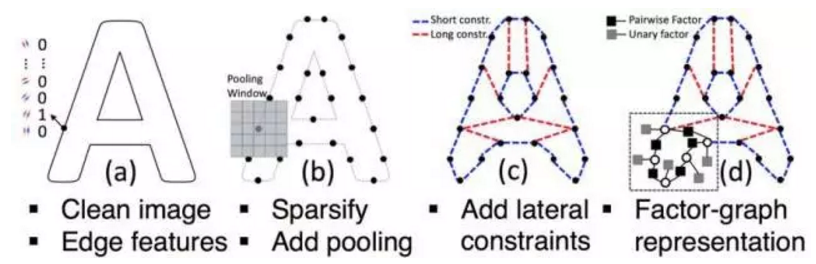 0
0
0
1
0
(a)
Clean image
Edge features
Pooling
Window
(b)
Sparsify
Add pooling
Short constr.
Long constr.
(c)
Add lateral
constraints
Pairwise Factor
Unary factor
(d)
Factor-graph
representation